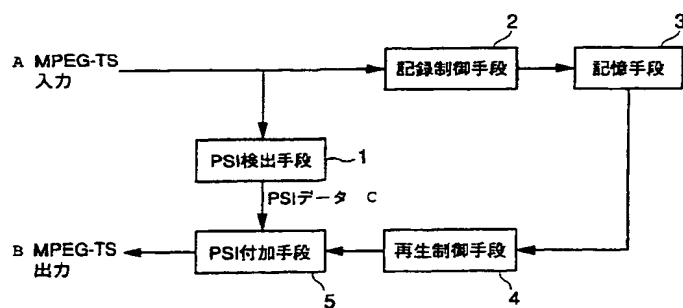 2
3
A MPEG-TS
入力
記録制御手段
記憶手段
PSI検出手段
1
PSIデータ C
B MPEG-TS
出力
PSI付加手段
再生制御手段
5
4